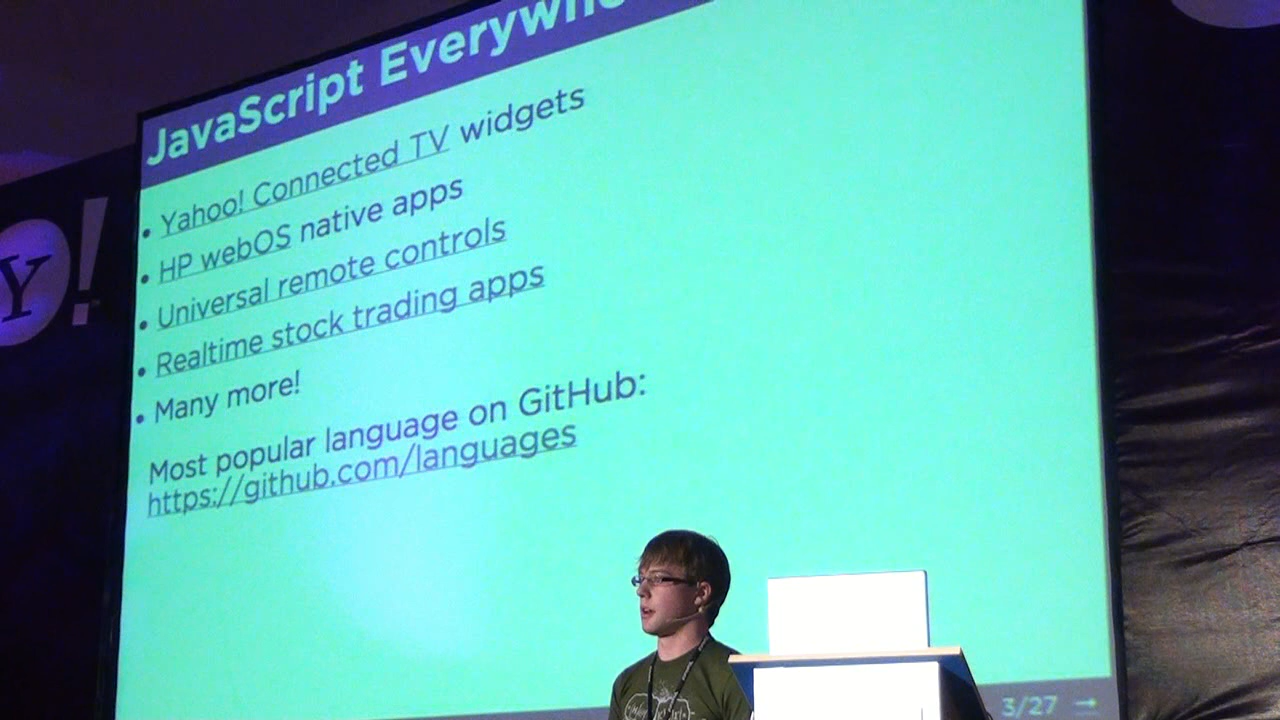 JavaScript
• Yahoo! Connected TV widgets
• HP webOS native apps
• Universal remote controls
• Realtime stock trading apps
• Many more!
Most popular language on GitHub:
https://github.com/languages
Y!
3/27 →